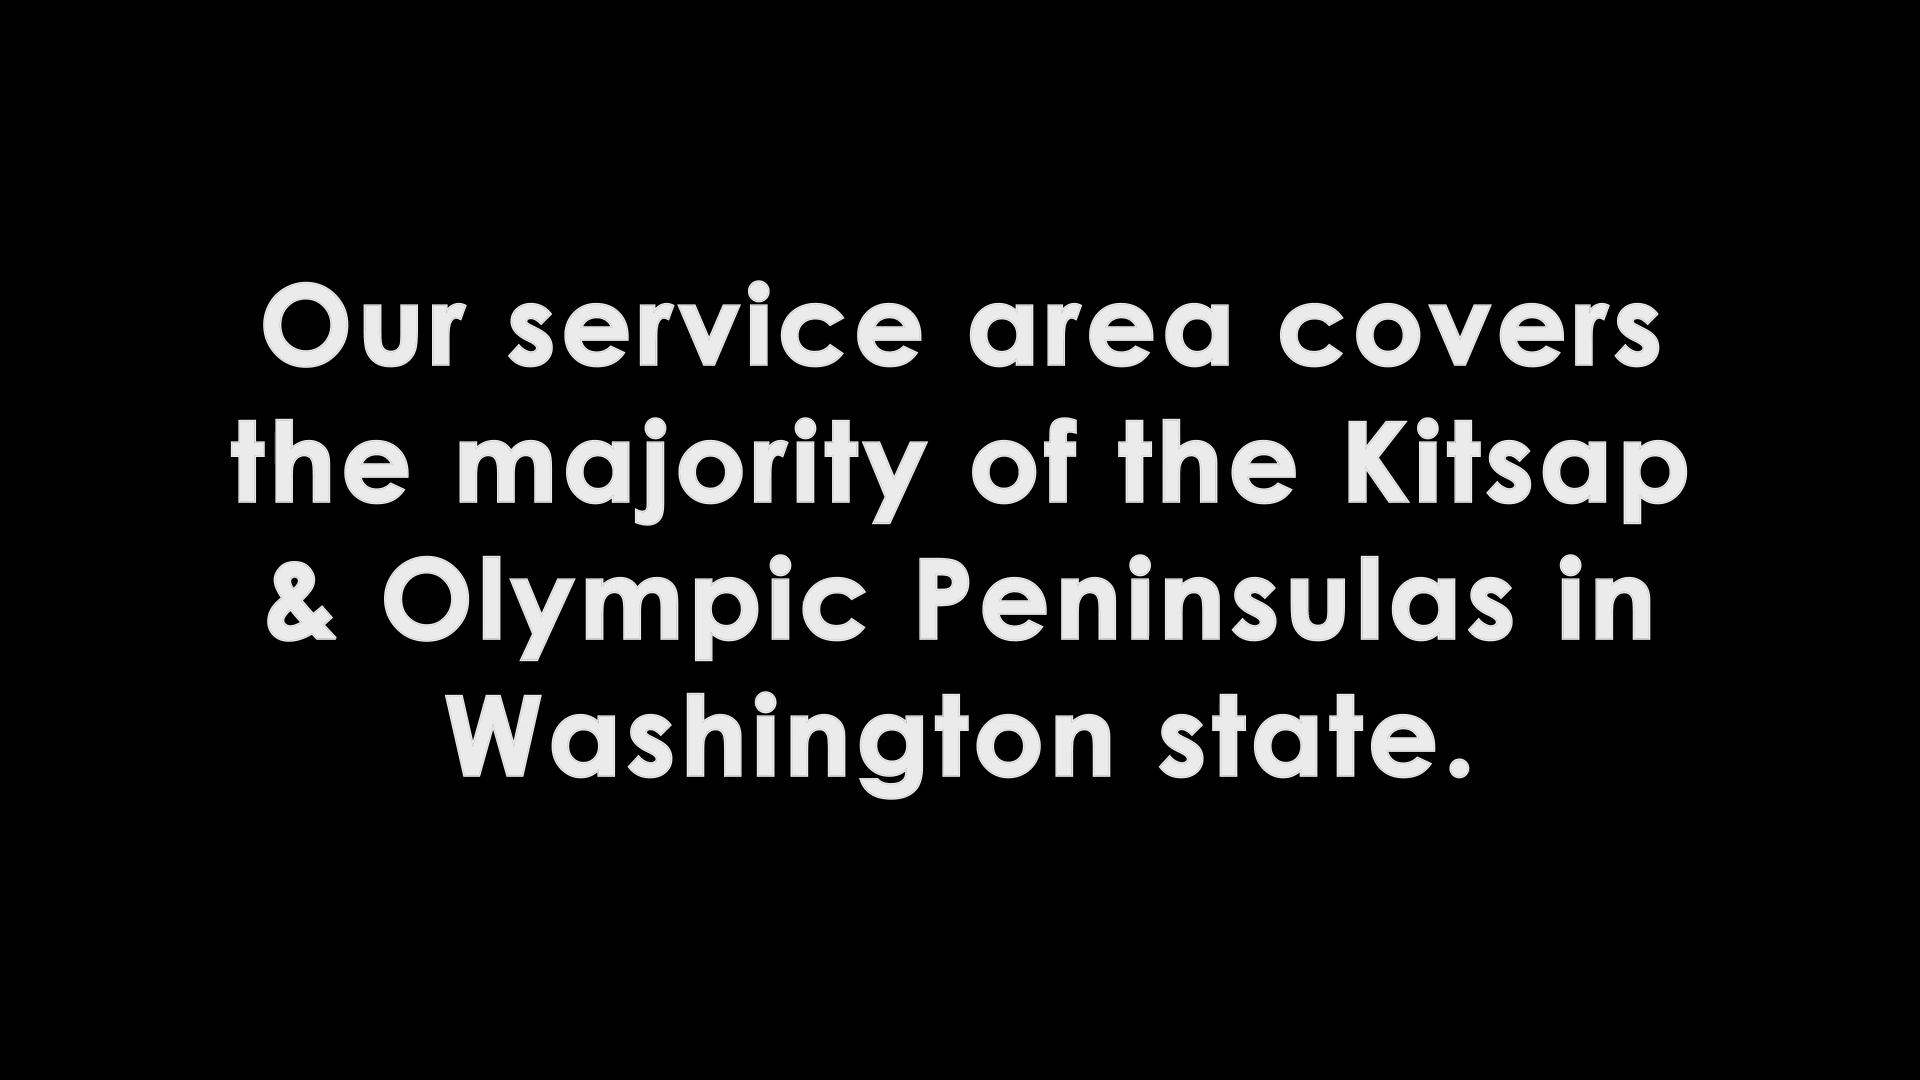 Our service area covers
the majority of the Kitsap
& Olympic Peninsulas in
Washington state.